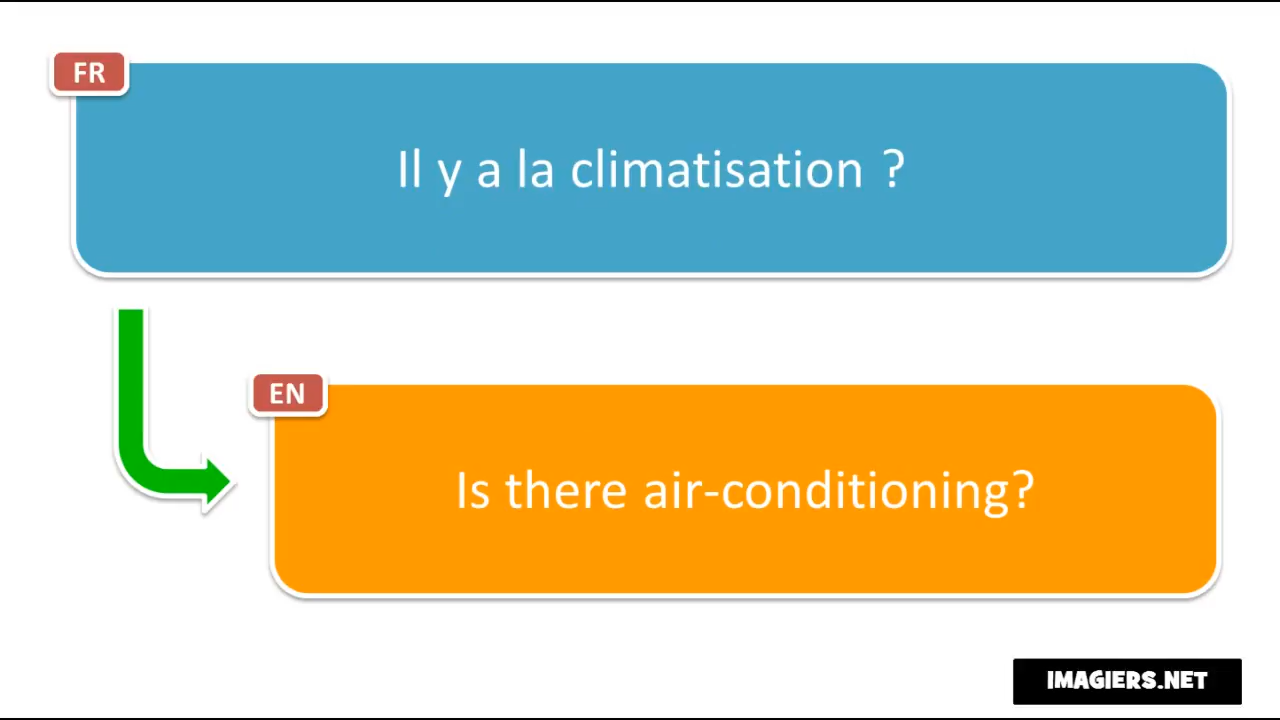 FR
Il y a la climatisation ?
EN
Is there air-conditioning?
IMAGIERS.NET